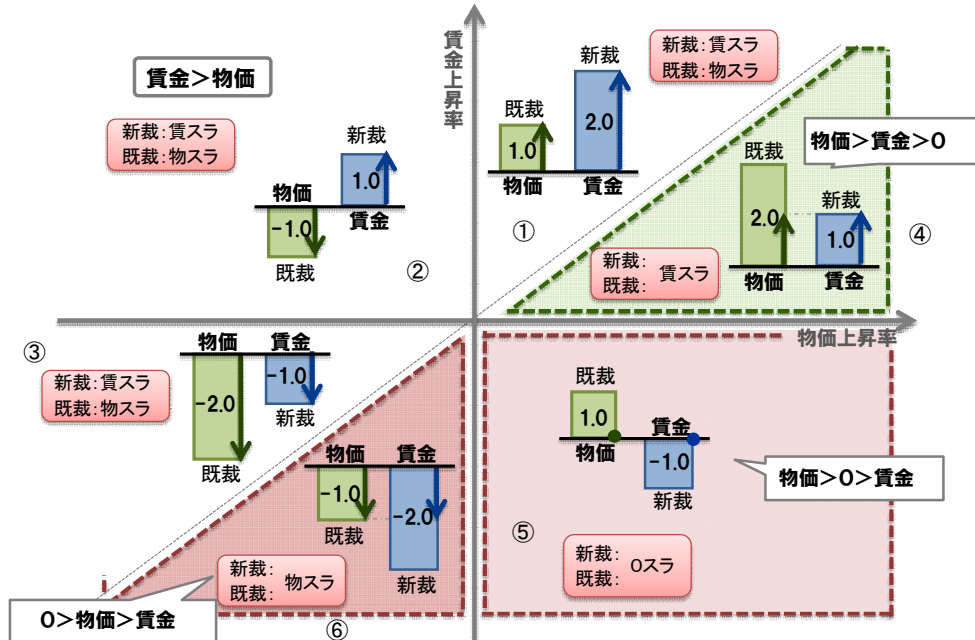 賃金上昇率
賃金＞物価
新裁：賃スラ
既裁：物スラ
物価
-1.0
既裁
新裁
1.0
賃金
②
新裁：賃スラ
既裁：物スラ
既裁
1.0
物価
新裁
2.0
賃金
①
物価＞賃金＞0
既裁
2.0
物価
新裁
1.0
賃金
新裁：
既裁：
賃スラ
④
物価上昇率
③
新裁：賃スラ
既裁：物スラ
物価
-2.0
既裁
賃金
-1.0
新裁
物価
-1.0
既裁
賃金
-2.0
新裁
新裁：
既裁：
物スラ
0＞物価＞賃金
⑥
既裁
1.0
物価
賃金
-1.0
新裁
物価＞0＞賃金
⑤
新裁：
既裁：
0スラ